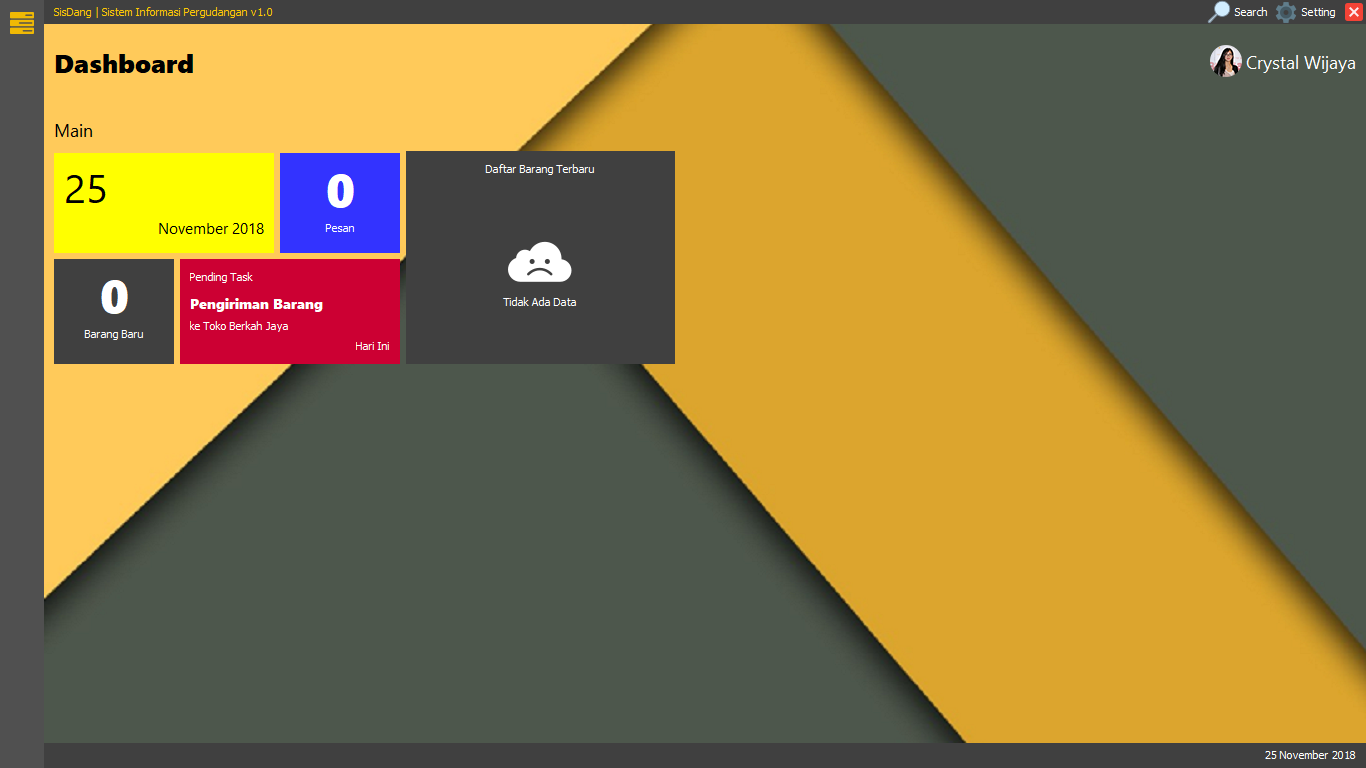 SisDang | Sistem Informasi Pergudangan v1.0
Search
Setting
Dashboard
Crystal Wijaya
Main
25
November 2018
0
Pesan
Daftar Barang Terbaru
Tidak Ada Data
0
Barang Baru
Pending Task
Pengiriman Barang
ke Toko Berkah Jaya
Hari Ini
25 November 2018